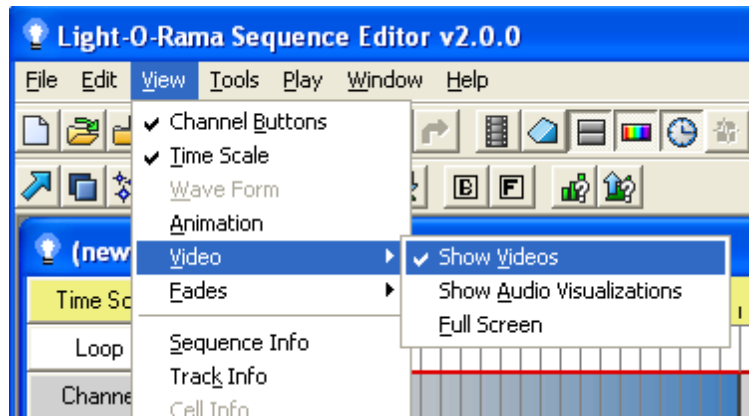 Light-O-Rama Sequence Editor v2.0.0
File Edit View Tools Play Window Help
Channel Buttons
Time Scale
Wave Form
B F
Animation
(new
Video
Show Videos
Time Sc
Fades
Show Audio Visualizations
Full Screen
Loop
Sequence Info
Track Info
Channe
Cell Info